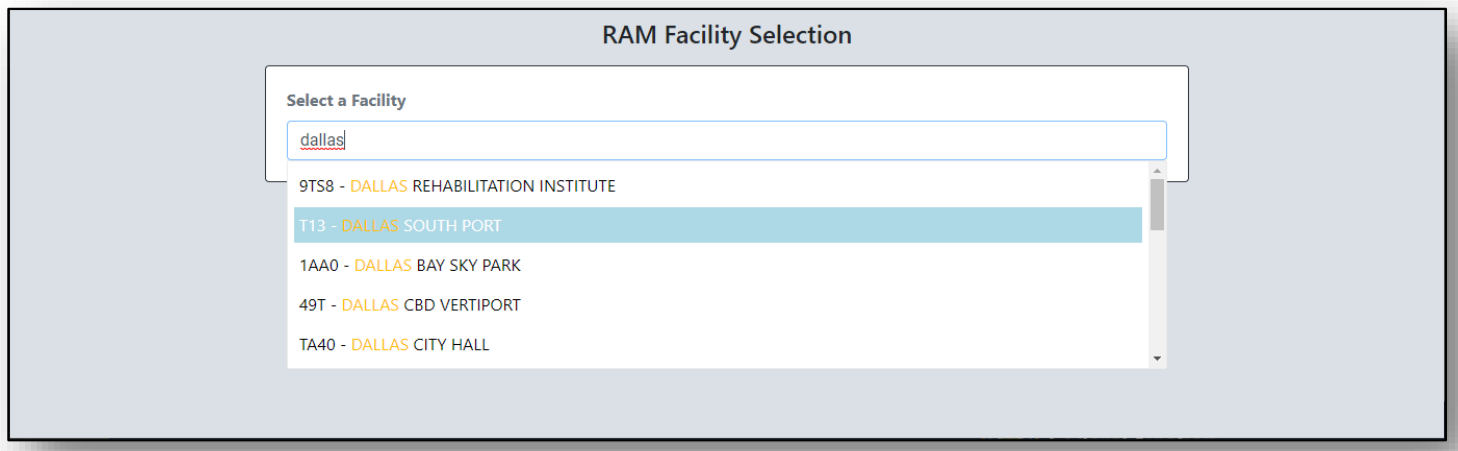 RAM Facility Selection
Select a Facility
dallas
9TS8 - DALLAS REHABILITATION INSTITUTE
T13 - DALLAS SOUTH PORT
1AA0 - DALLAS BAY SKY PARK
49T - DALLAS CBD VERTIPORT
TA40 - DALLAS CITY HALL